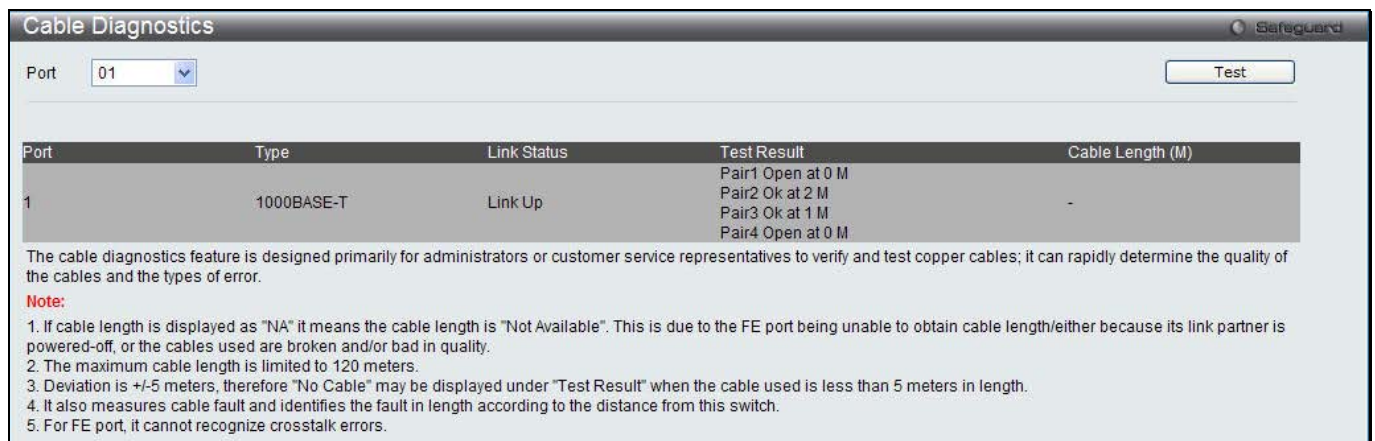 Cable Diagnostics
Safeguard
Port 01 Test
Port Type Link Status Test Result Cable Length (M)
1 1000BASE-T Link Up Pair1 Open at 0 M -
Pair2 Ok at 2 M
Pair3 Ok at 1 M
Pair4 Open at 0 M
The cable diagnostics feature is designed primarily for administrators or customer service representatives to verify and test copper cables; it can rapidly determine the quality of
the cables and the types of error.
Note:
1. If cable length is displayed as "NA" it means the cable length is "Not Available". This is due to the FE port being unable to obtain cable length/either because its link partner is
powered-off, or the cables used are broken and/or bad in quality.
2. The maximum cable length is limited to 120 meters.
3. Deviation is +/-5 meters, therefore "No Cable" may be displayed under "Test Result" when the cable used is less than 5 meters in length.
4. It also measures cable fault and identifies the fault in length according to the distance from this switch.
5. For FE port, it cannot recognize crosstalk errors.